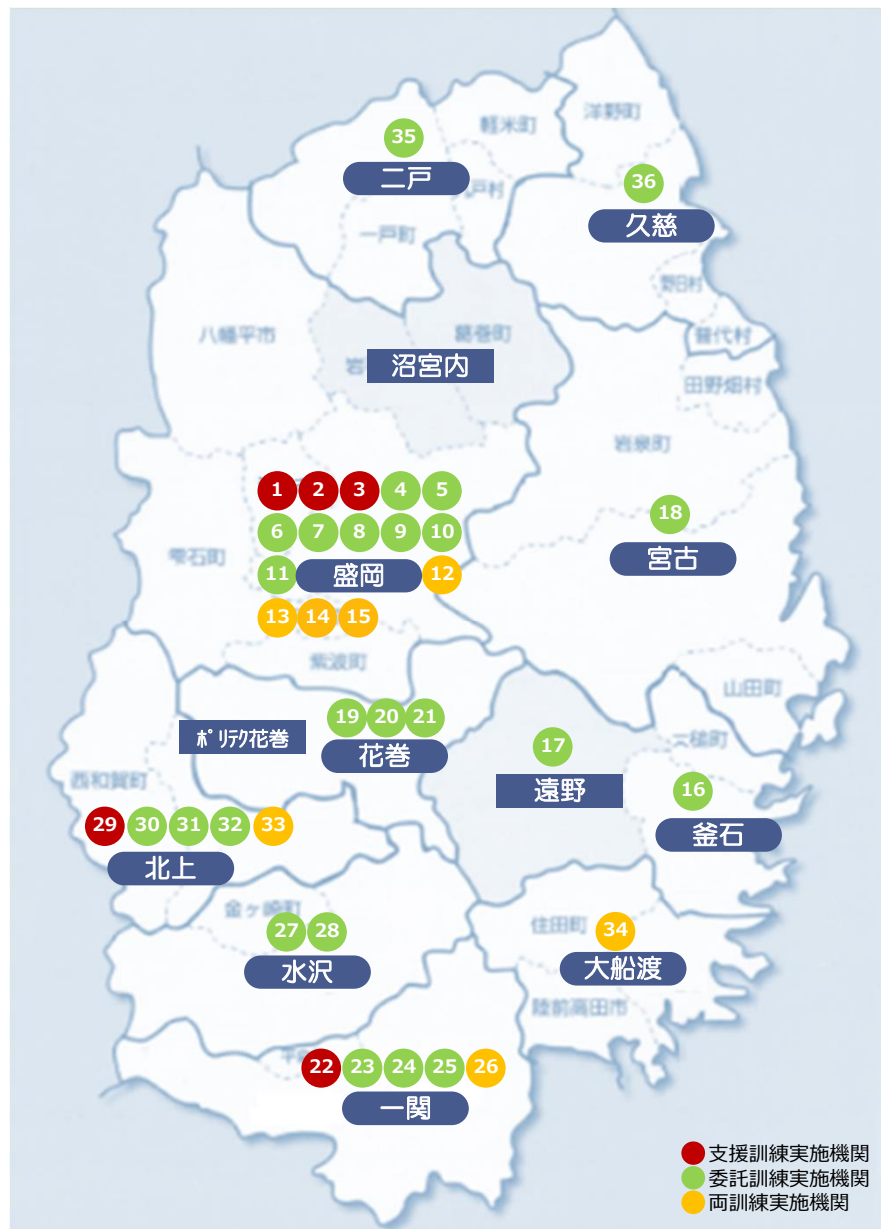 軽米町
洋野町
35
二戸
36
久慈
一戸町
野田村
八幡平市
葛巻町
普代村
沼宮内
田野畑村
岩泉町
1 2 3 4 5
18
6 7 8 9 10
雫石町
宮古
11 盛岡 12
13 14 15
紫波町
山田町
19 20 21
ﾎﾟﾘﾃｸ花巻
花巻
17
大槌町
西和賀町
遠野
16
29 30 31 32 33
釜石
北上
金ヶ崎町
住田町
27 28
34
水沢
大船渡
陸前高田市
22 23 24 25 26
一関
支援訓練実施機関
委託訓練実施機関
両訓練実施機関